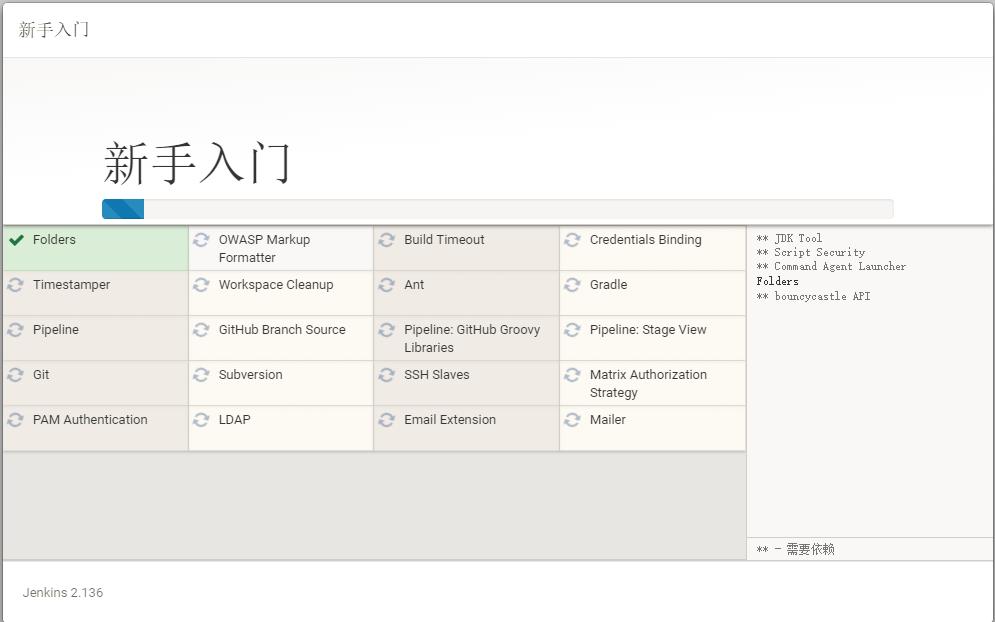 新手入门
新手入门
Folders
OWASP Markup
Formatter
Build Timeout
Credentials Binding
Timestamper
Workspace Cleanup
Ant
Gradle
Pipeline
GitHub Branch Source
Pipeline: GitHub Groovy
Libraries
Pipeline: Stage View
Git
Subversion
SSH Slaves
Matrix Authorization
Strategy
PAM Authentication
LDAP
Email Extension
Mailer
** JDK Tool
** Script Security
** Command Agent Launcher
Folders
** bouncycastle API
** - 需要依赖
Jenkins 2.136